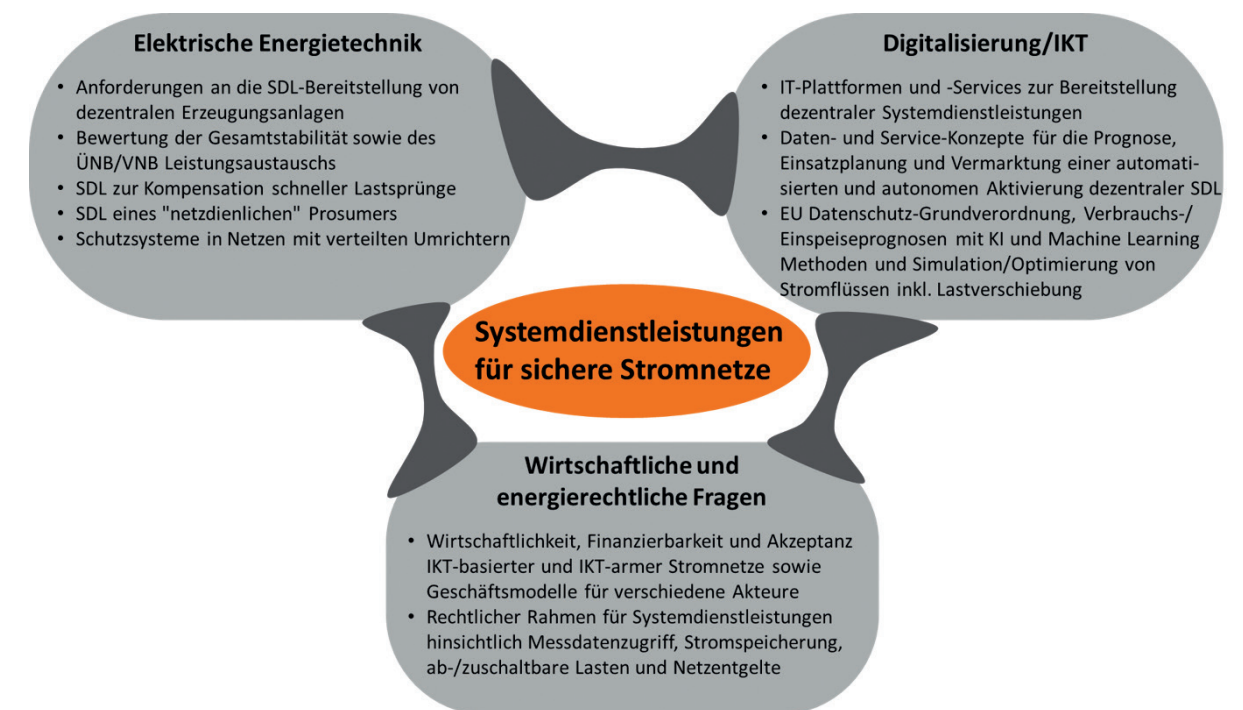 Elektrische Energietechnik
• Anforderungen an die SDL-Bereitstellung von
dezentralen Erzeugungsanlagen
• Bewertung der Gesamtstabilität sowie des
ÜNB/VNB Leistungsaustauschs
• SDL zur Kompensation schneller Lastsprünge
• SDL eines "netzdienlichen" Prosumers
• Schutzsysteme in Netzen mit verteilten Umrichtern
Digitalisierung/IKT
• IT-Plattformen und -Services zur Bereitstellung
dezentraler Systemdienstleistungen
• Daten- und Service-Konzepte für die Prognose,
Einsatzplanung und Vermarktung einer automati-
sierten und autonomen Aktivierung dezentraler SDL
• EU Datenschutz-Grundverordnung, Verbrauchs-/
Einspeiseprognosen mit KI und Machine Learning
Methoden und Simulation/Optimierung von
Stromflüssen inkl. Lastverschiebung
Systemdienstleistungen
für sichere Stromnetze
Wirtschaftliche und
energierechtliche Fragen
• Wirtschaftlichkeit, Finanzierbarkeit und Akzeptanz
IKT-basierter und IKT-armer Stromnetze sowie
Geschäftsmodelle für verschiedene Akteure
• Rechtlicher Rahmen für Systemdienstleistungen
hinsichtlich Messdatenzugriff, Stromspeicherung,
ab-/zuschaltbare Lasten und Netzentgelte